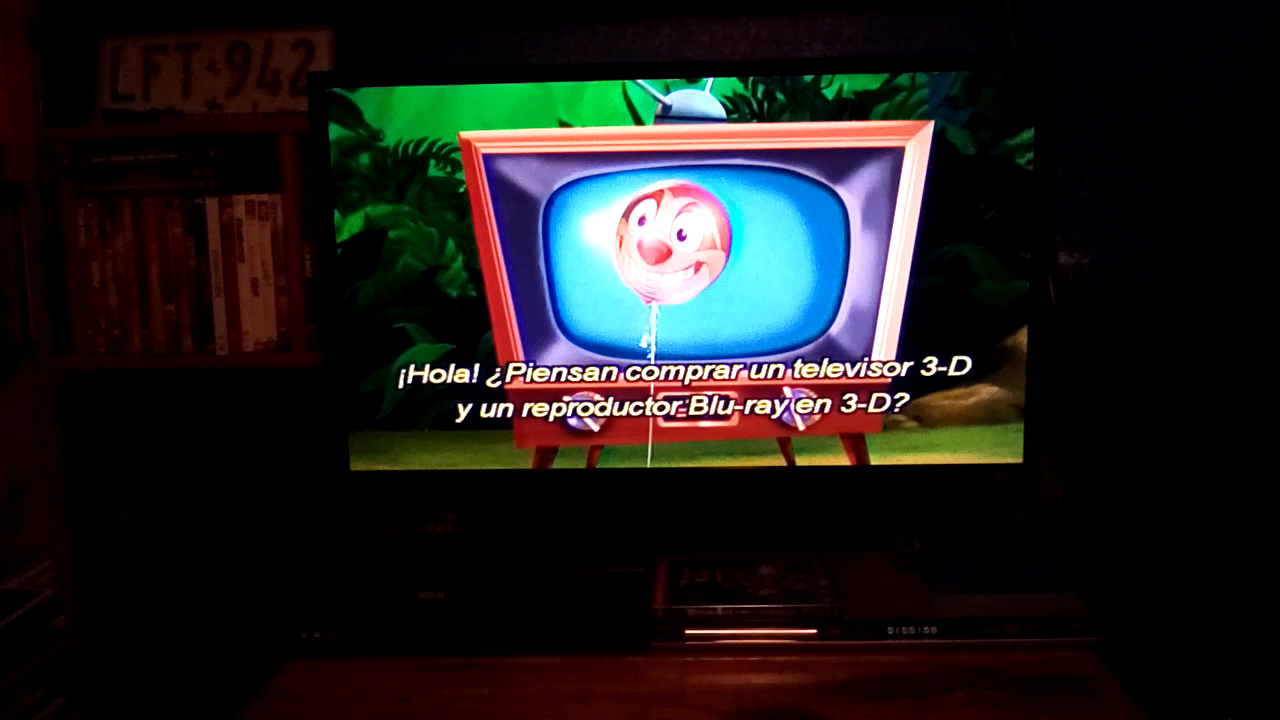 LFT·942
¡Hola! ¿Piensan comprar un televisor 3-D
y un reproductor Blu-ray en 3-D?